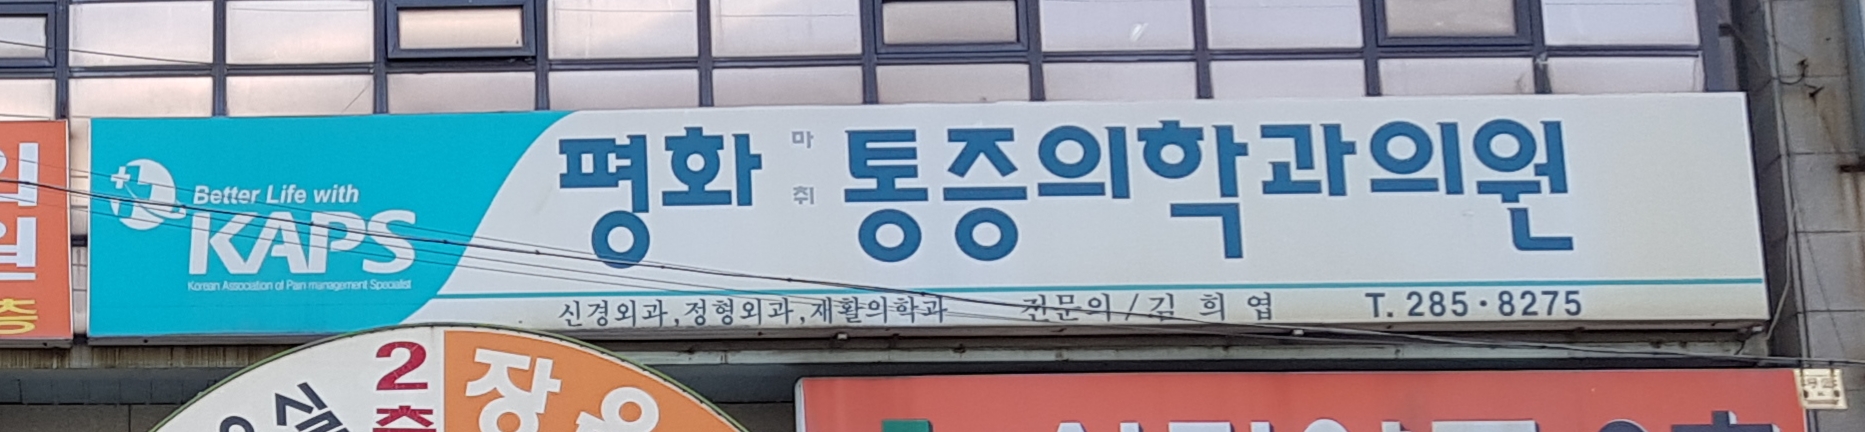 Better Life with
KAPS
Korean Association of Pain management Specialist
평화 마취 통증의학과의원
신경외과,정형외과,재활의학과 전문의/김희엽 T.285·8275
2
층
장